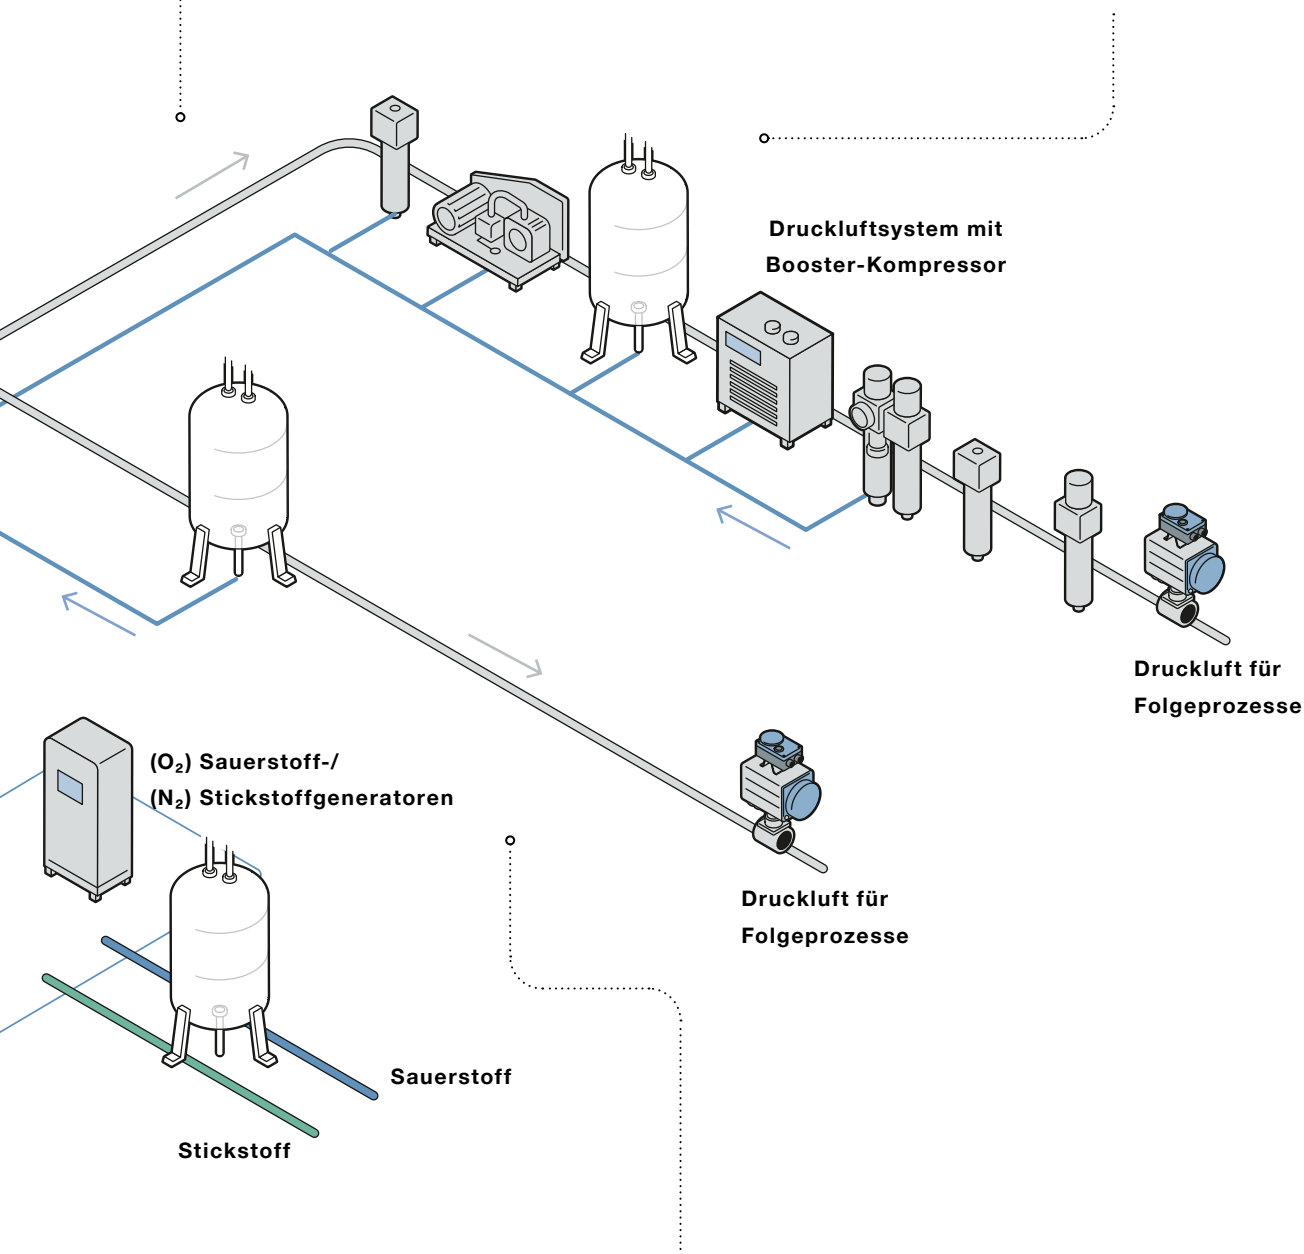 Druckluftsystem mit
Booster-Kompressor
Druckluft für
Folgeprozesse
(O₂) Sauerstoff-/
(N₂) Stickstoffgeneratoren
Druckluft für
Folgeprozesse
Sauerstoff
Stickstoff